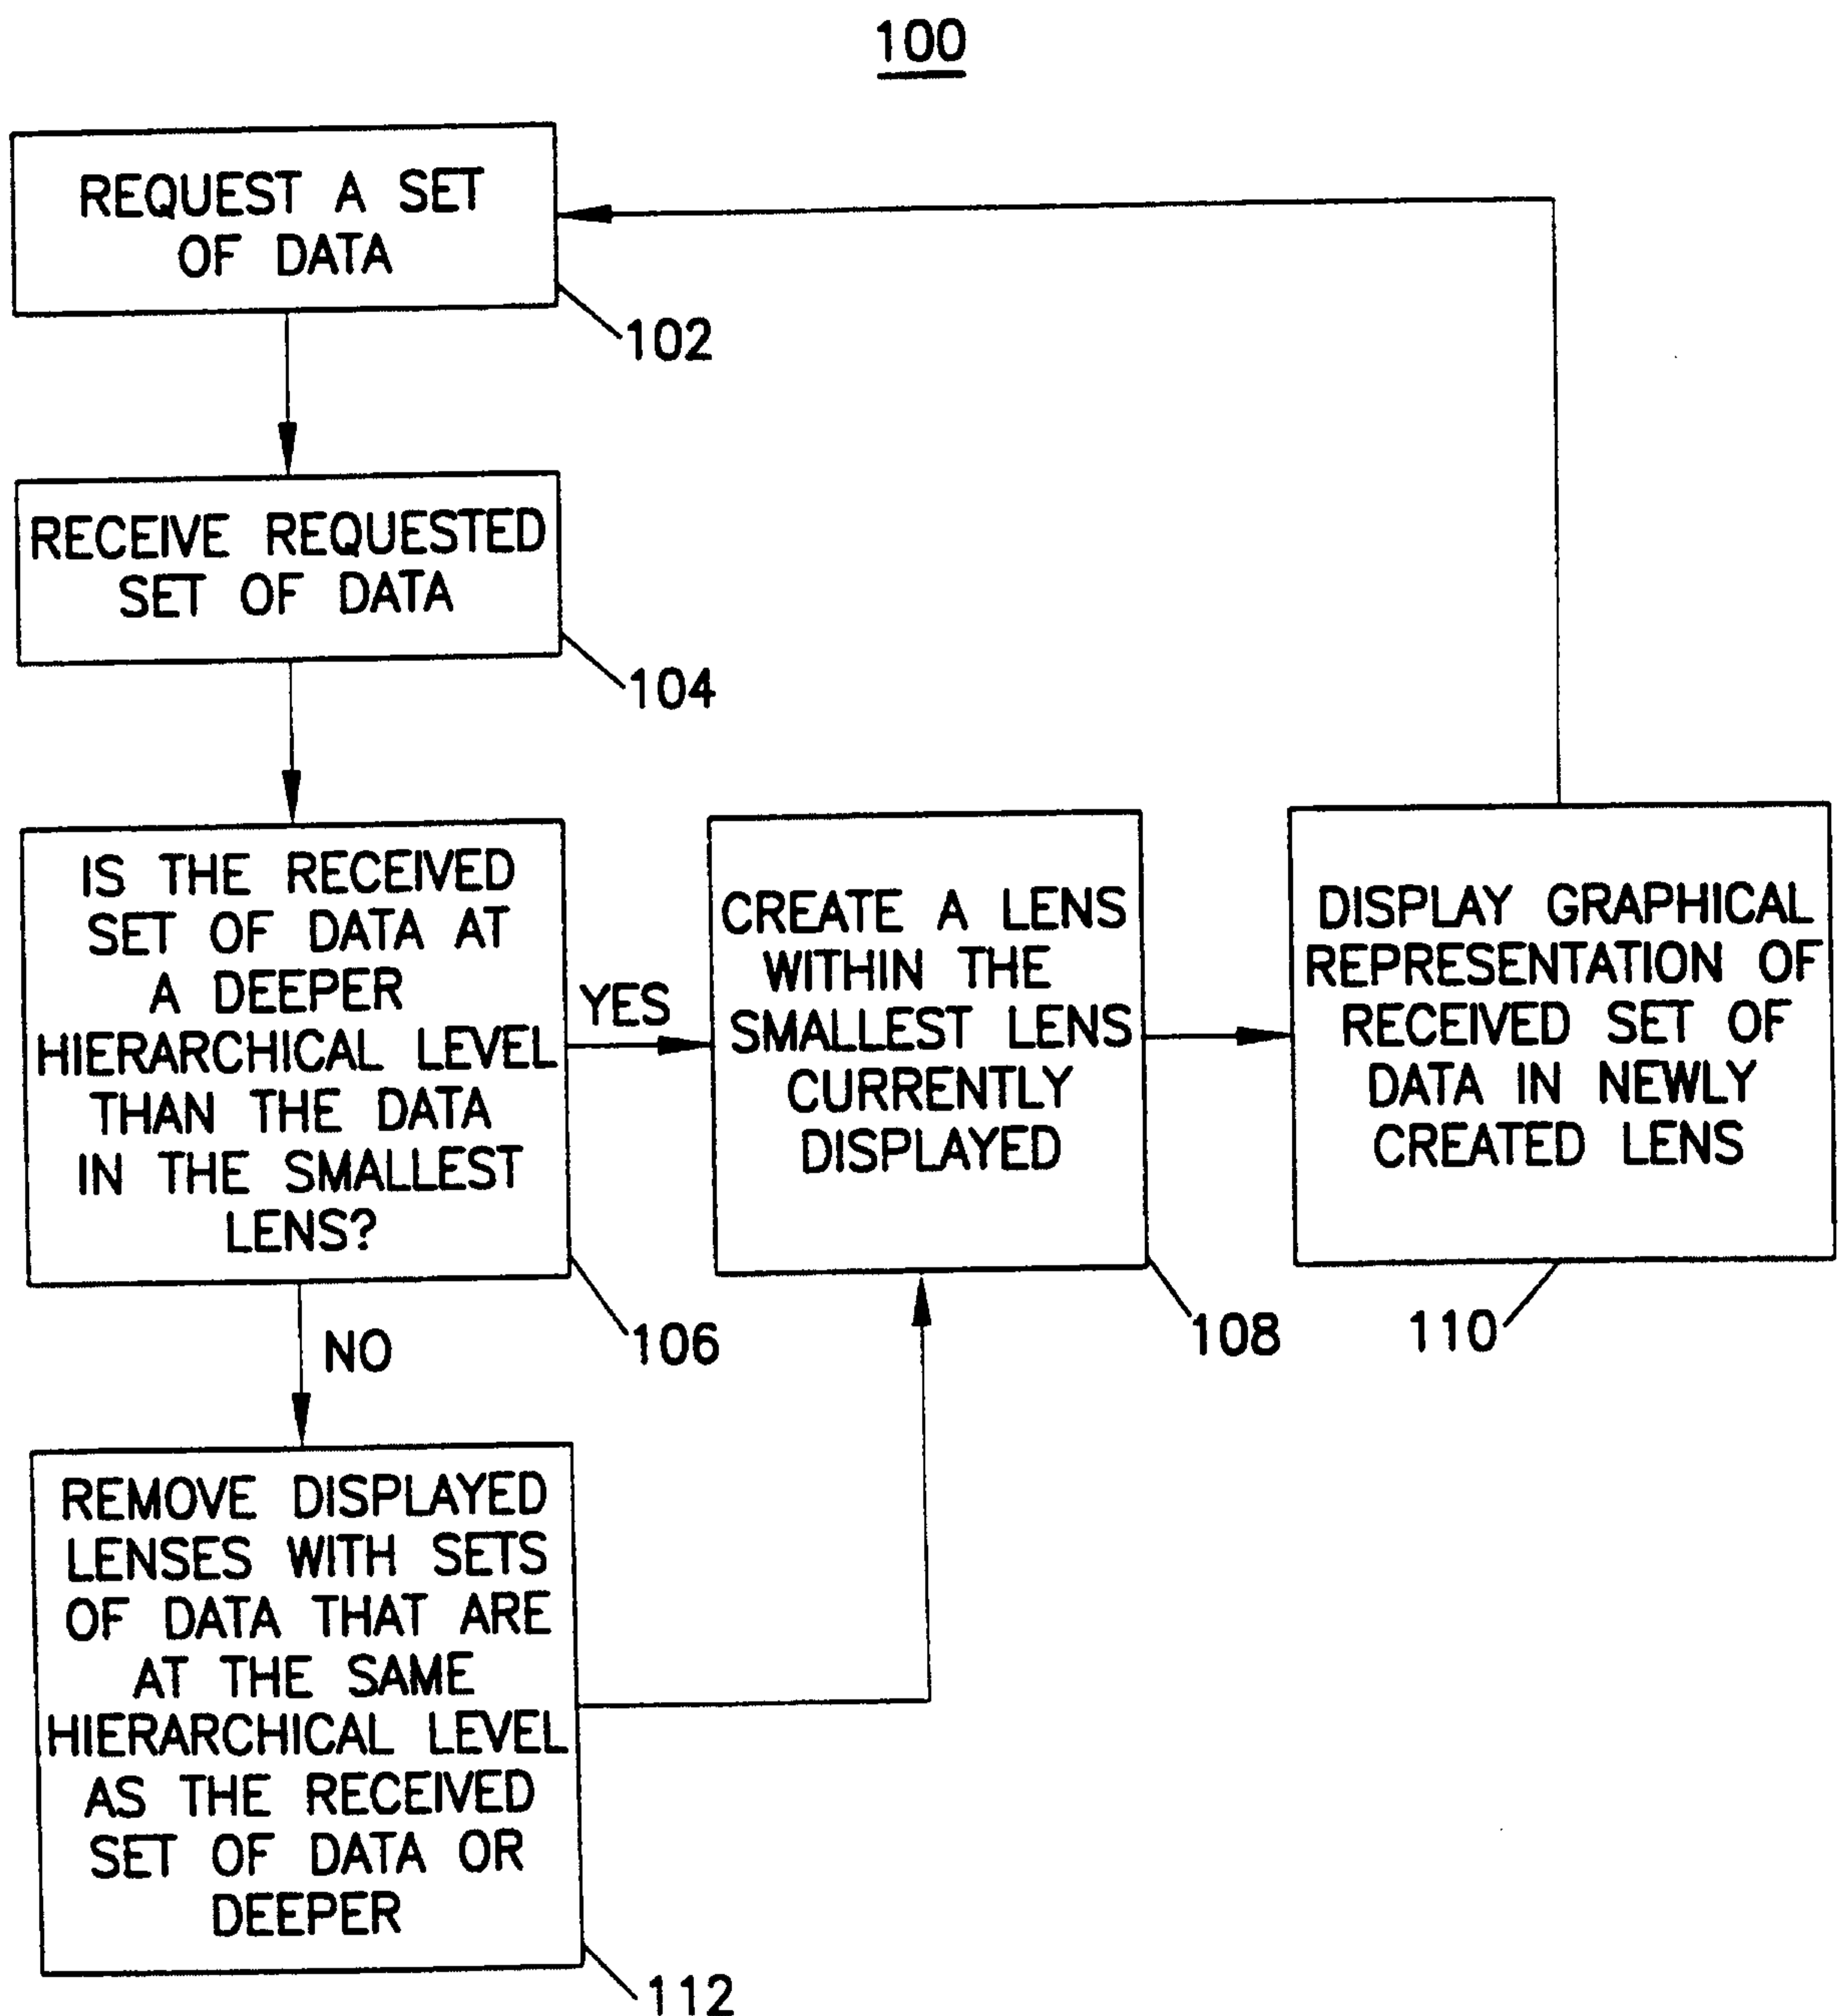 100
REQUEST A SET
OF DATA
102
RECEIVE REQUESTED
SET OF DATA
104
IS THE RECEIVED
SET OF DATA AT
A DEEPER
HIERARCHICAL LEVEL
THAN THE DATA
IN THE SMALLEST
LENS?
106
YES
CREATE A LENS
WITHIN THE
SMALLEST LENS
CURRENTLY
DISPLAYED
108
DISPLAY GRAPHICAL
REPRESENTATION OF
RECEIVED SET OF
DATA IN NEWLY
CREATED LENS
110
NO
REMOVE DISPLAYED
LENSES WITH SETS
OF DATA THAT ARE
AT THE SAME
HIERARCHICAL LEVEL
AS THE RECEIVED
SET OF DATA OR
DEEPER
112